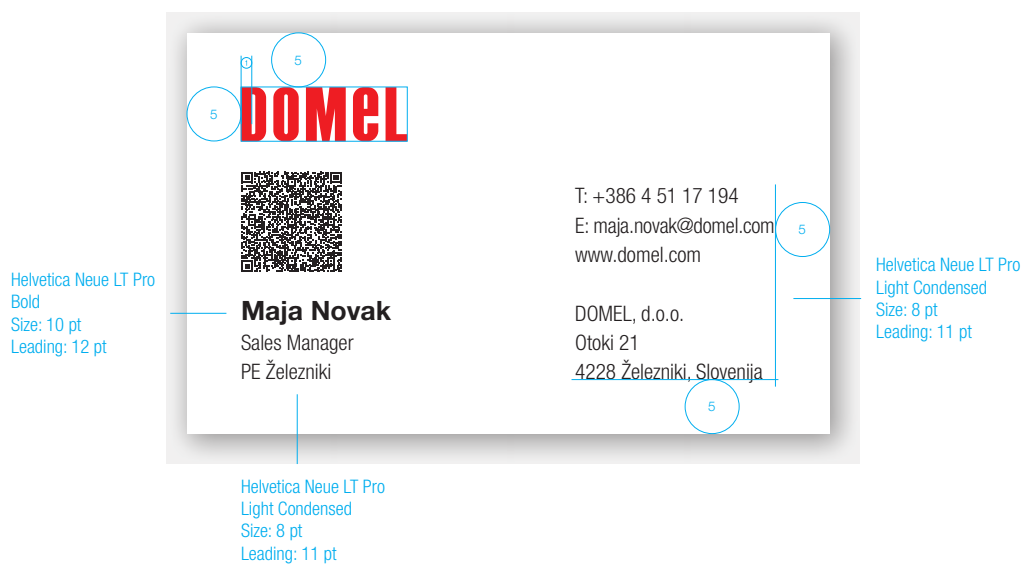 1
5
5
DOMEL
T: +386 4 51 17 194
E: maja.novak@domel.com
www.domel.com
5
Helvetica Neue LT Pro
Bold
Size: 10 pt
Leading: 12 pt
Maja Novak
Sales Manager
PE Železniki
DOMEL, d.o.o.
Otoki 21
4228 Železniki, Slovenija
5
Helvetica Neue LT Pro
Light Condensed
Size: 8 pt
Leading: 11 pt
Helvetica Neue LT Pro
Light Condensed
Size: 8 pt
Leading: 11 pt